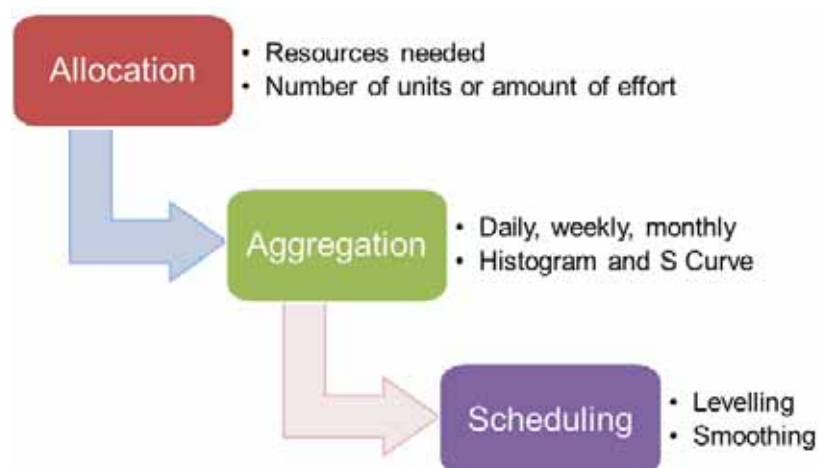 Allocation
• Resources needed
• Number of units or amount of effort
Aggregation
• Daily, weekly, monthly
• Histogram and S Curve
Scheduling
• Levelling
• Smoothing